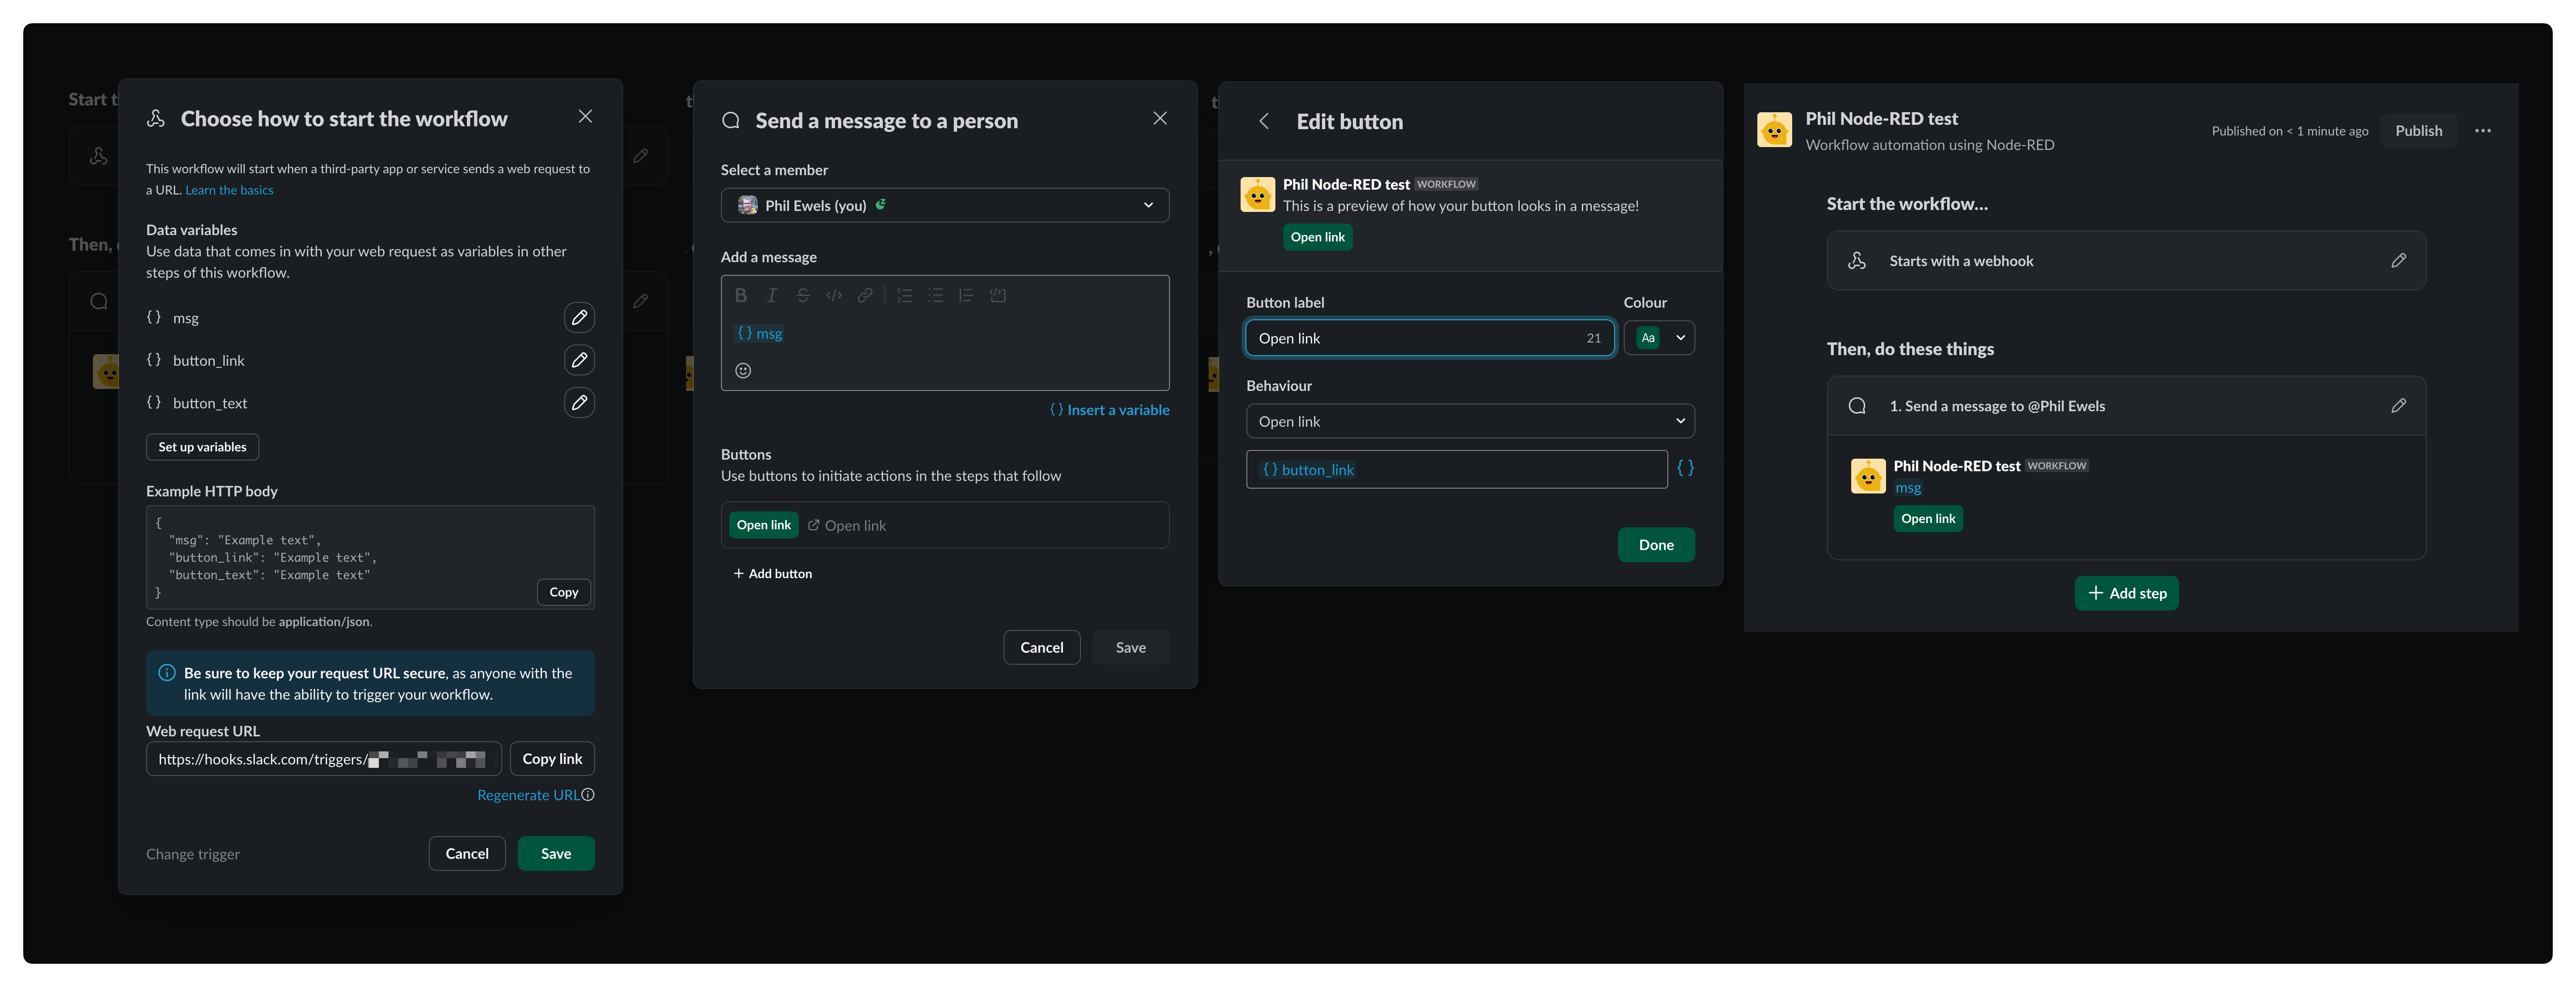 Start t
Then,
Choose how to start the workflow
This workflow will start when a third-party app or service sends a web request to
a URL. Learn the basics
Data variables
Use data that comes in with your web request as variables in other
steps of this workflow.
{} msg
{} button_link
{} button_text
Set up variables
Example HTTP body
{
"msg": "Example text",
"button_link": "Example text",
"button_text": "Example text"
}
Copy
Content type should be application/json.
Be sure to keep your request URL secure, as anyone with the
link will have the ability to trigger your workflow.
Web request URL
https://hooks.slack.com/triggers/
Copy link
Regenerate URL
Change trigger
Cancel
Save
Send a message to a person
Select a member
Phil Ewels (you)
Add a message
{} msg
{} Insert a variable
Buttons
Use buttons to initiate actions in the steps that follow
Open link Open link
+ Add button
Cancel
Save
Edit button
Phil Node-RED test WORKFLOW
This is a preview of how your button looks in a message!
Open link
Button label
Colour
Open link 21
Aa
Behaviour
Open link
{} button_link {}
Done
Phil Node-RED test
Workflow automation using Node-RED
Published on < 1 minute ago
Publish
Start the workflow...
Starts with a webhook
Then, do these things
1. Send a message to @Phil Ewels
Phil Node-RED test WORKFLOW
msg
Open link
+ Add step